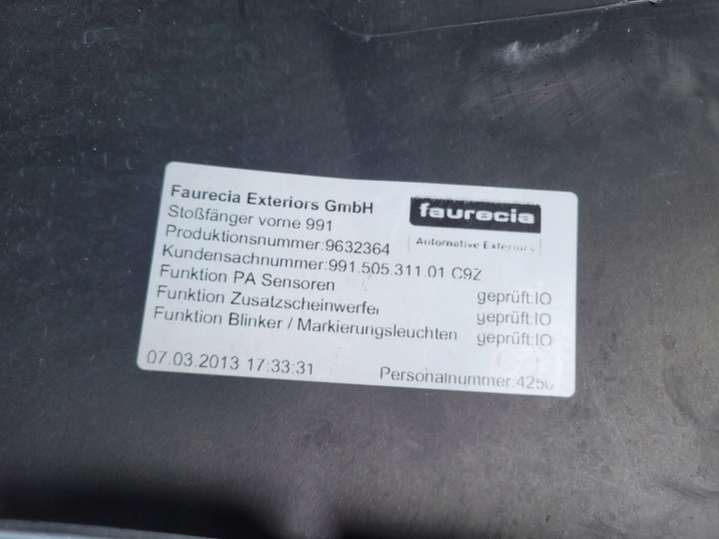 Faurecia Exteriors GmbH
faurecia
Automotive Exteriors
Stoßfänger vorne 991
Produktionsnummer:9632364
Kundensachnummer:991.505.311.01 C9Z
Funktion PA Sensoren geprüft:IO
Funktion Zusatzscheinwerfer geprüft:IO
Funktion Blinker / Markierungsleuchten geprüft:IO
07.03.2013 17:33:31 Personalnummer:4250